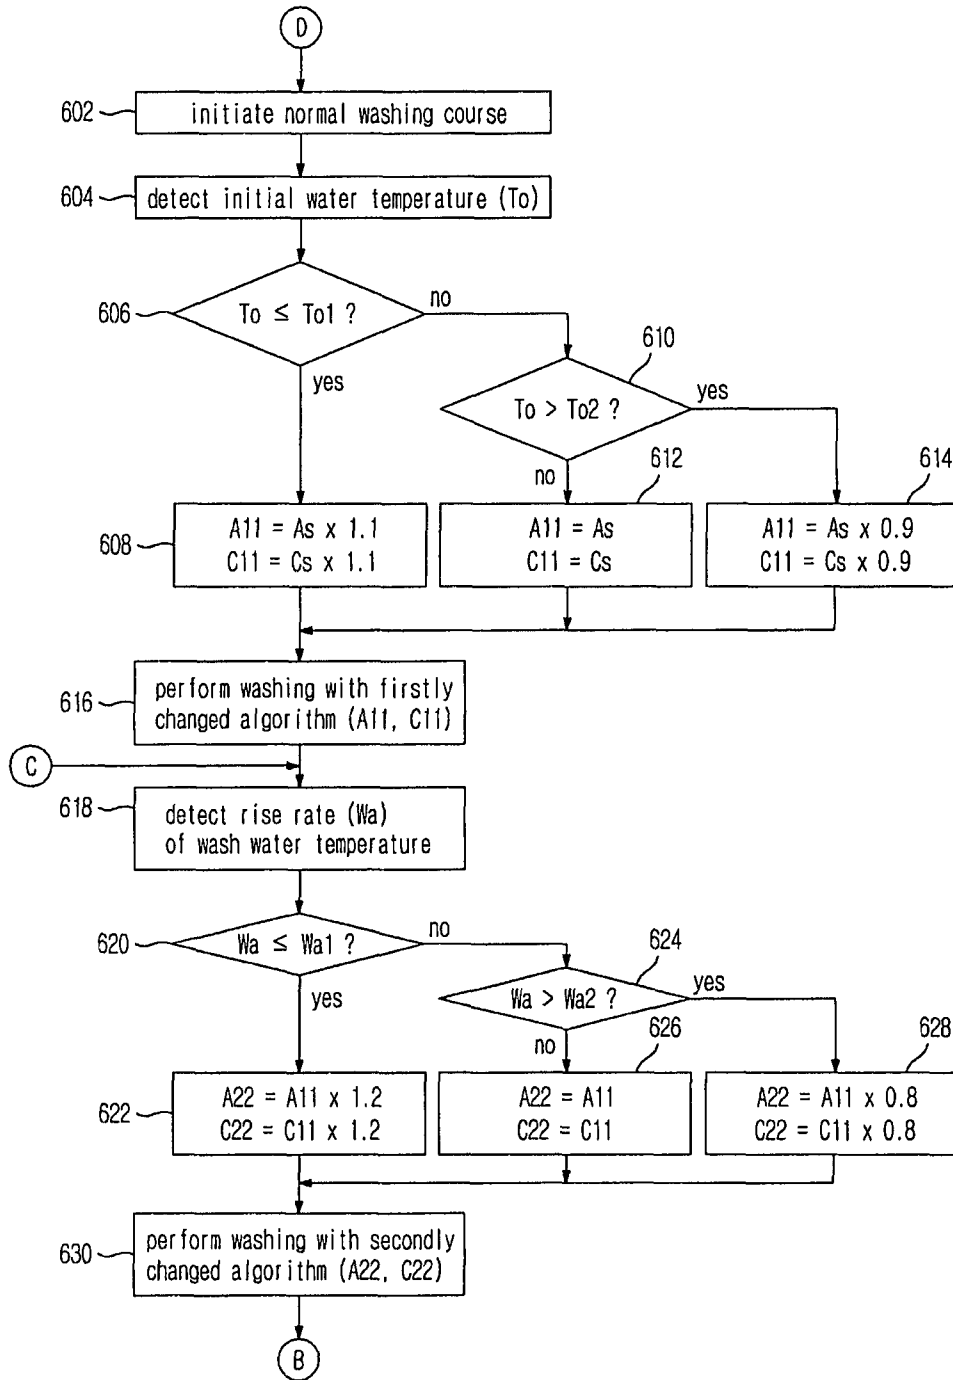 D
602
initiate normal washing course
604
detect initial water temperature (To)
606
To ≤ To1 ?
no
yes
610
To > To2 ?
yes
no
608
A11 = As x 1.1
C11 = Cs x 1.1
612
A11 = As
C11 = Cs
614
A11 = As x 0.9
C11 = Cs x 0.9
616
perform washing with firstly
changed algorithm (A11, C11)
C
618
detect rise rate (Wa)
of wash water temperature
620
Wa ≤ Wa1 ?
no
yes
624
Wa > Wa2 ?
yes
no
622
A22 = A11 x 1.2
C22 = C11 x 1.2
626
A22 = A11
C22 = C11
628
A22 = A11 x 0.8
C22 = C11 x 0.8
630
perform washing with secondly
changed algorithm (A22, C22)
B